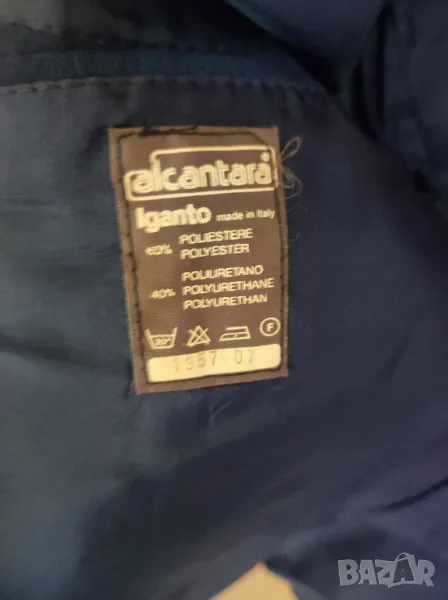 alcantara
Iganto made in Italy
60% POLIESTERE
POLYESTER
POLIURETANO
40% POLYURETHANE
POLYURETHAN
F
1957 07
BAZAR